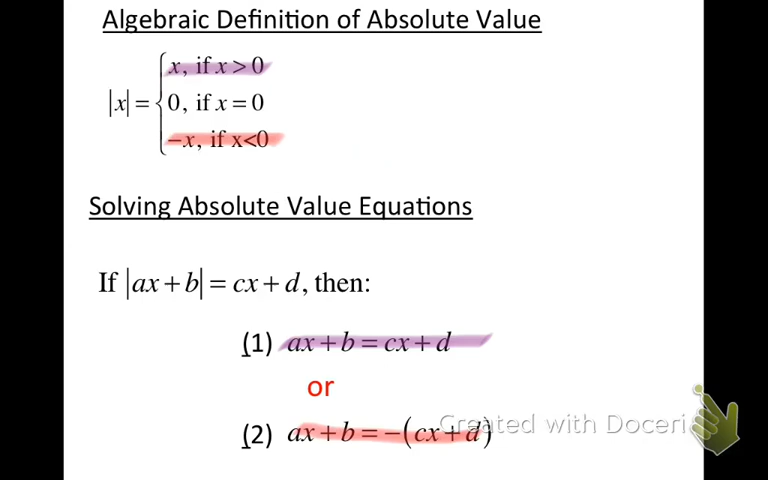 Algebraic Definition of Absolute Value
x, if x > 0
|x| = { 0, if x = 0
−x, if x<0
Solving Absolute Value Equations
If |ax + b| = cx + d, then:
(1) ax + b = cx + d
or
(2) ax + b = −(cx + d)
Created with Doceri